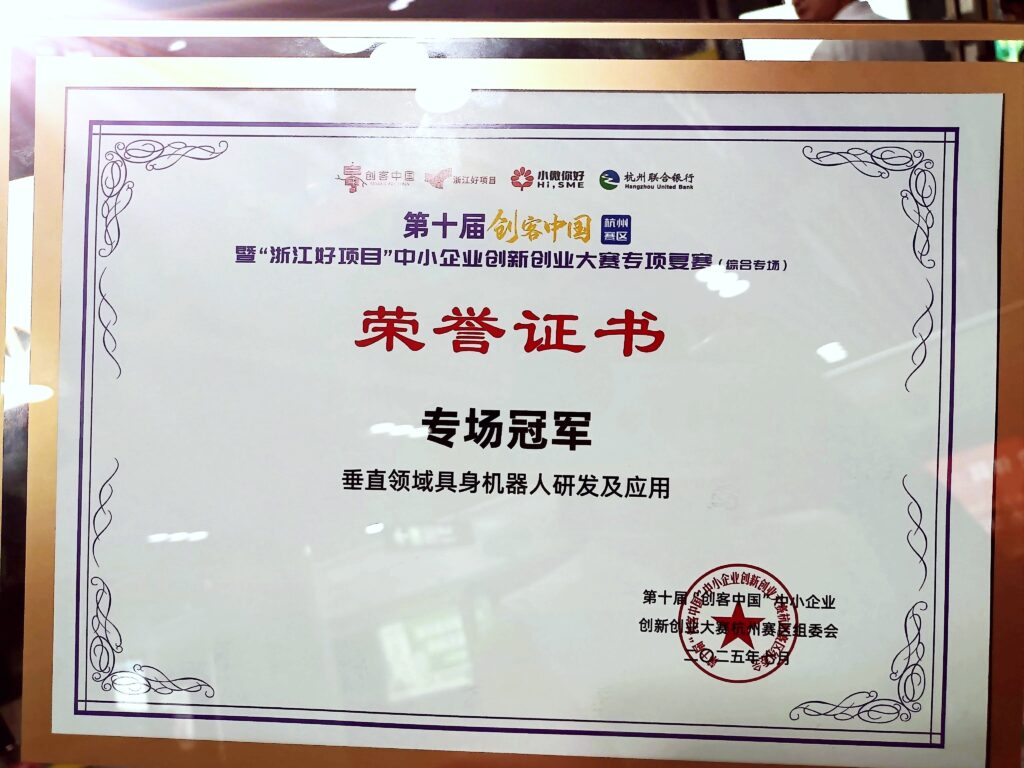 创客中国 浙江好项目 小微你好 杭州联合银行
Hi,SME Hangzhou United Bank
第十届创客中国 杭州赛区
暨“浙江好项目”中小企业创新创业大赛专项复赛（综合专场）
荣誉证书
专场冠军
垂直领域具身机器人研发及应用
第十届“创客中国”中小企业
创新创业大赛杭州赛区组委会
二〇二五年 月